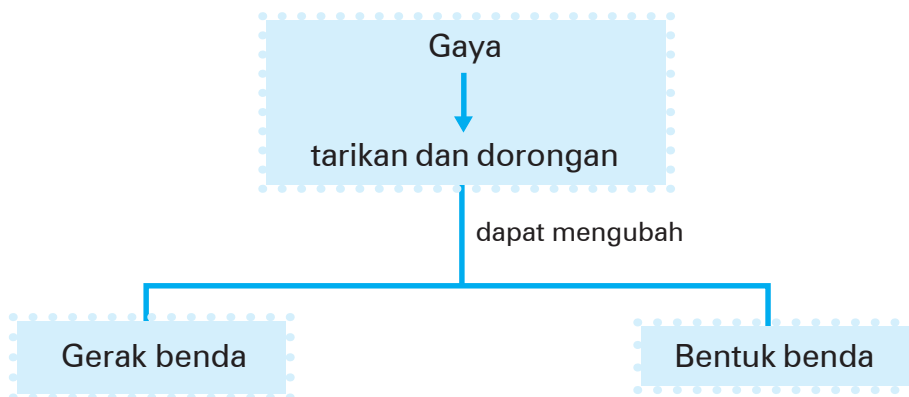 Gaya
tarikan dan dorongan
dapat mengubah
Gerak benda
Bentuk benda